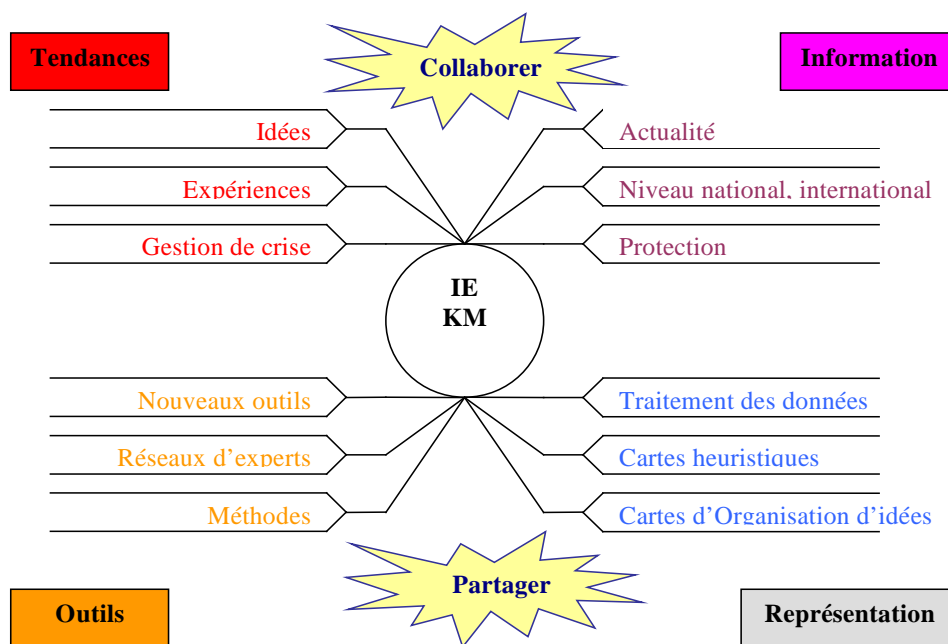 Tendances
Collaborer
Information
Idées
Actualité
Expériences
Niveau national, international
Gestion de crise
Protection
IE
KM
Nouveaux outils
Traitement des données
Réseaux d'experts
Cartes heuristiques
Méthodes
Cartes d'Organisation d'idées
Partager
Outils
Représentation